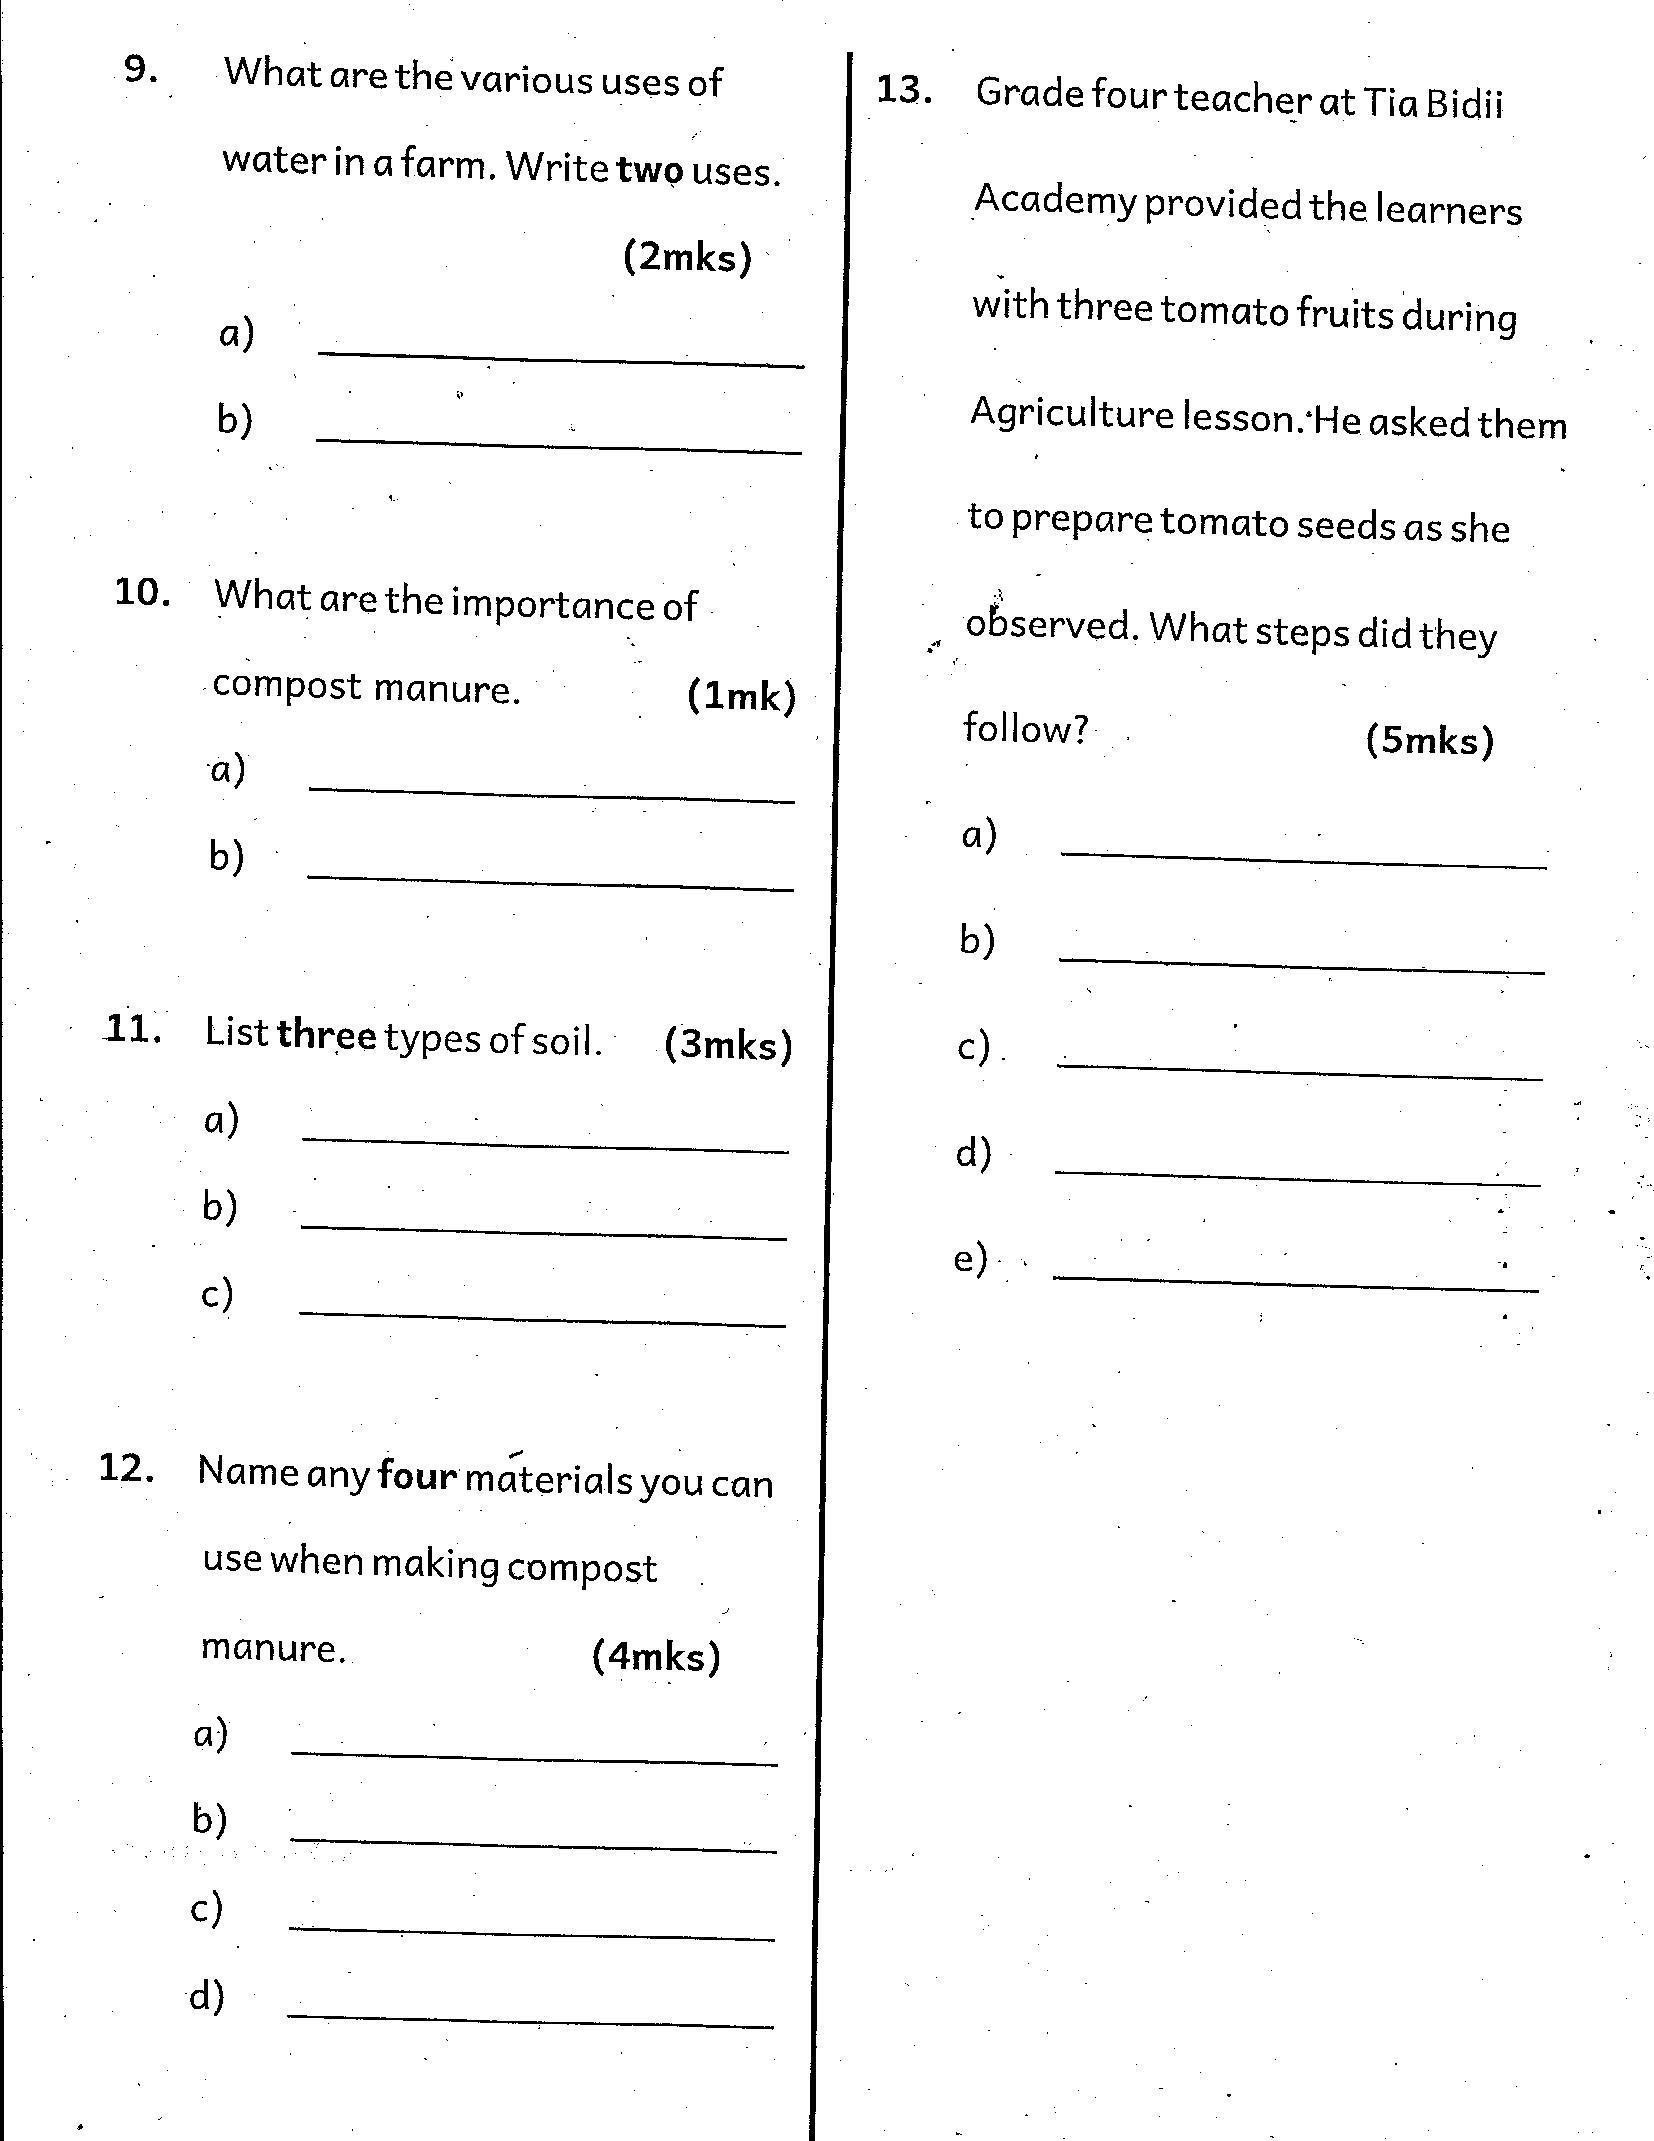 9. What are the various uses of
water in a farm. Write two uses.
(2mks)
a)
b)
10. What are the importance of
compost manure. (1mk)
a)
b)
11. List three types of soil. (3mks)
a)
b)
c)
12. Name any four materials you can
use when making compost
manure. (4mks)
a)
b)
c)
d)
13. Grade four teacher at Tia Bidii
Academy provided the learners
with three tomato fruits during
Agriculture lesson. He asked them
to prepare tomato seeds as she
observed. What steps did they
follow? (5mks)
a)
b)
c)
d)
e)